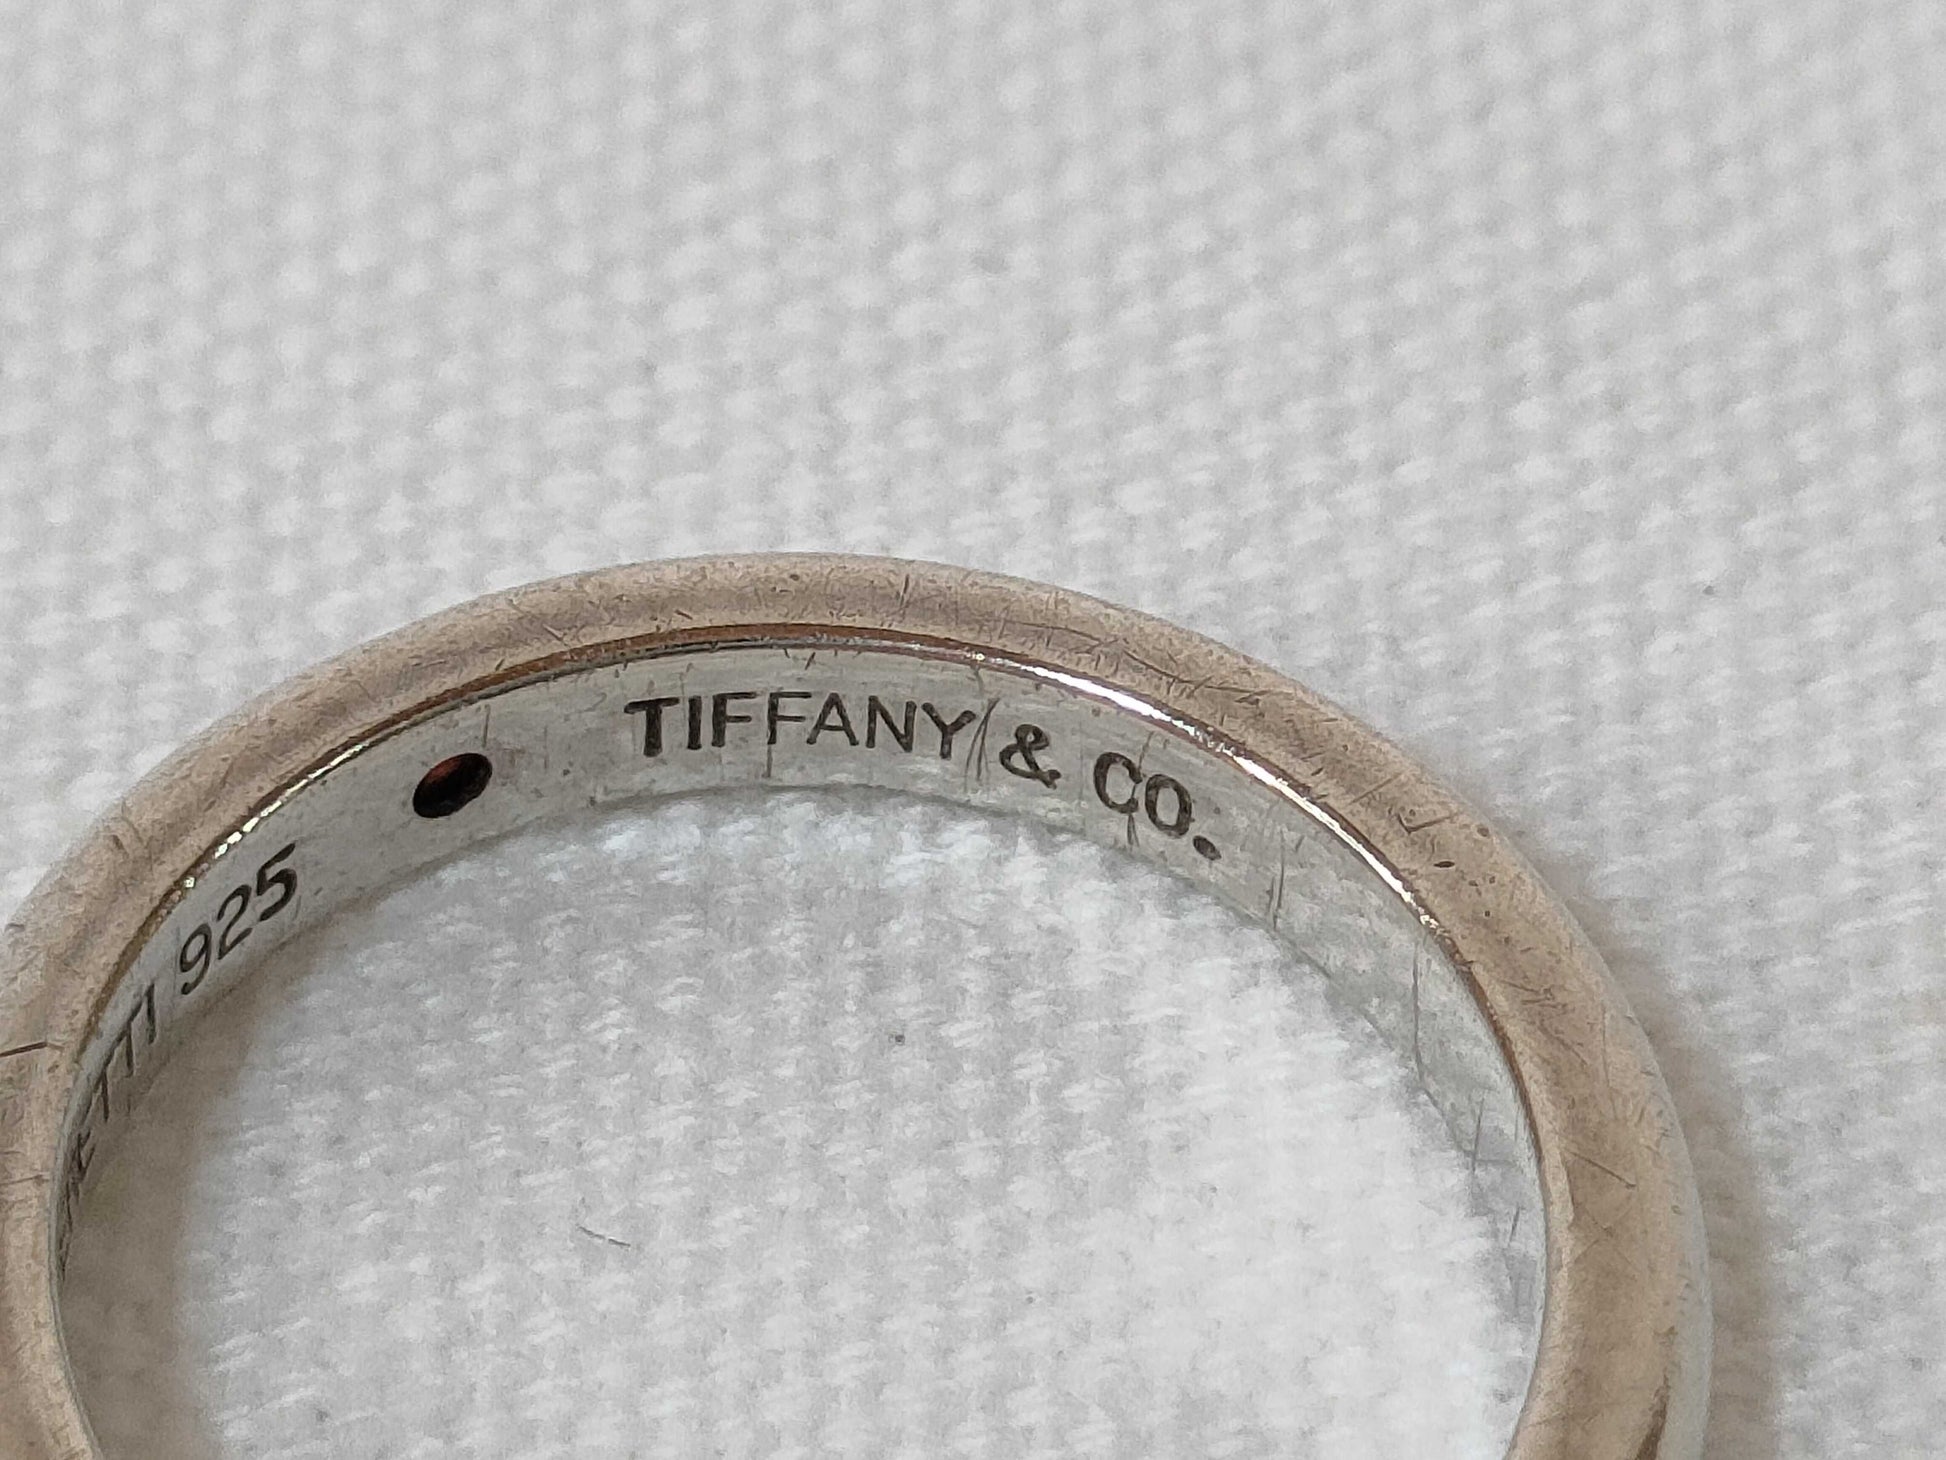 TIFFANY & CO.
ETTI 925